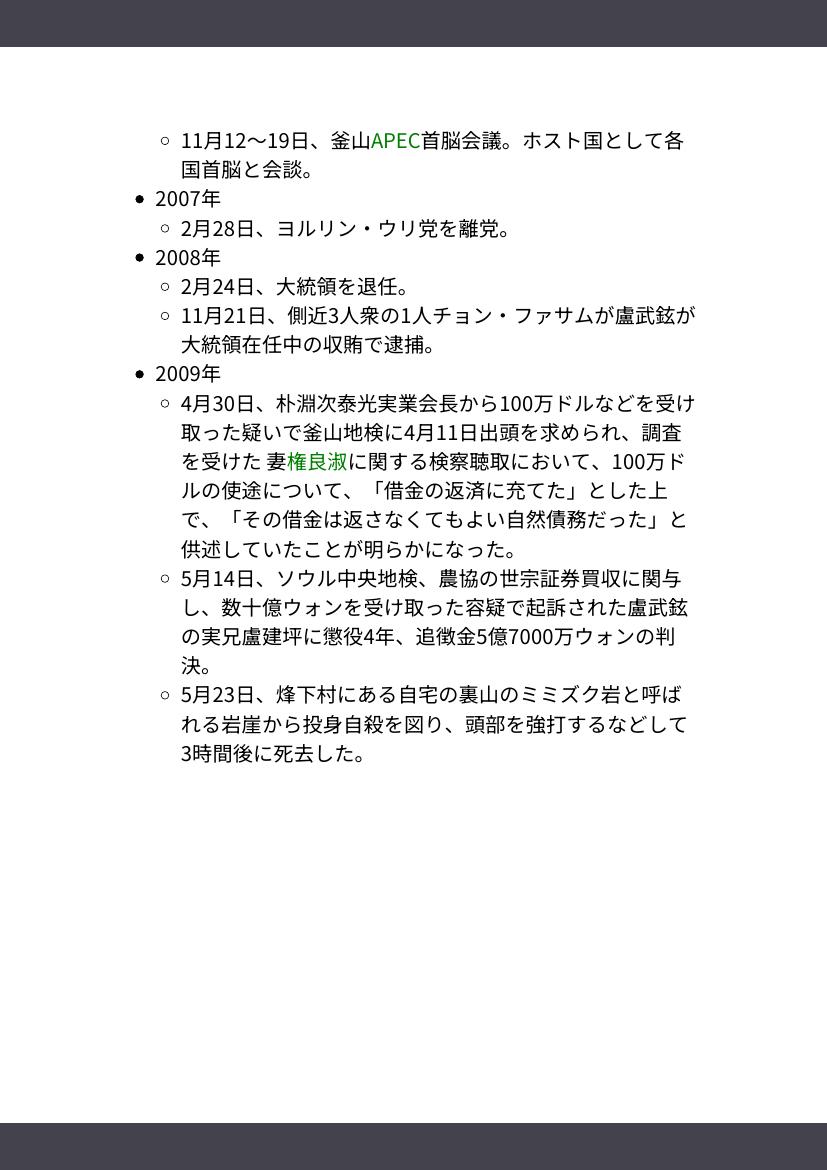 11月12〜19日、釜山APEC首脳会議。ホスト国として各
国首脳と会談。
2007年
2月28日、ヨルリン・ウリ党を離党。
2008年
2月24日、大統領を退任。
11月21日、側近3人衆の1人チョン・ファサムが盧武鉉が
大統領在任中の収賄で逮捕。
2009年
4月30日、朴淵次泰光実業会長から100万ドルなどを受け
取った疑いで釜山地検に4月11日出頭を求められ、調査
を受けた 妻権良淑に関する検察聴取において、100万ド
ルの使途について、「借金の返済に充てた」とした上
で、「その借金は返さなくてもよい自然債務だった」と
供述していたことが明らかになった。
5月14日、ソウル中央地検、農協の世宗証券買収に関与
し、数十億ウォンを受け取った容疑で起訴された盧武鉉
の実兄盧建坪に懲役4年、追徴金5億7000万ウォンの判
決。
5月23日、烽下村にある自宅の裏山のミミズク岩と呼ば
れる岩崖から投身自殺を図り、頭部を強打するなどして
3時間後に死去した。